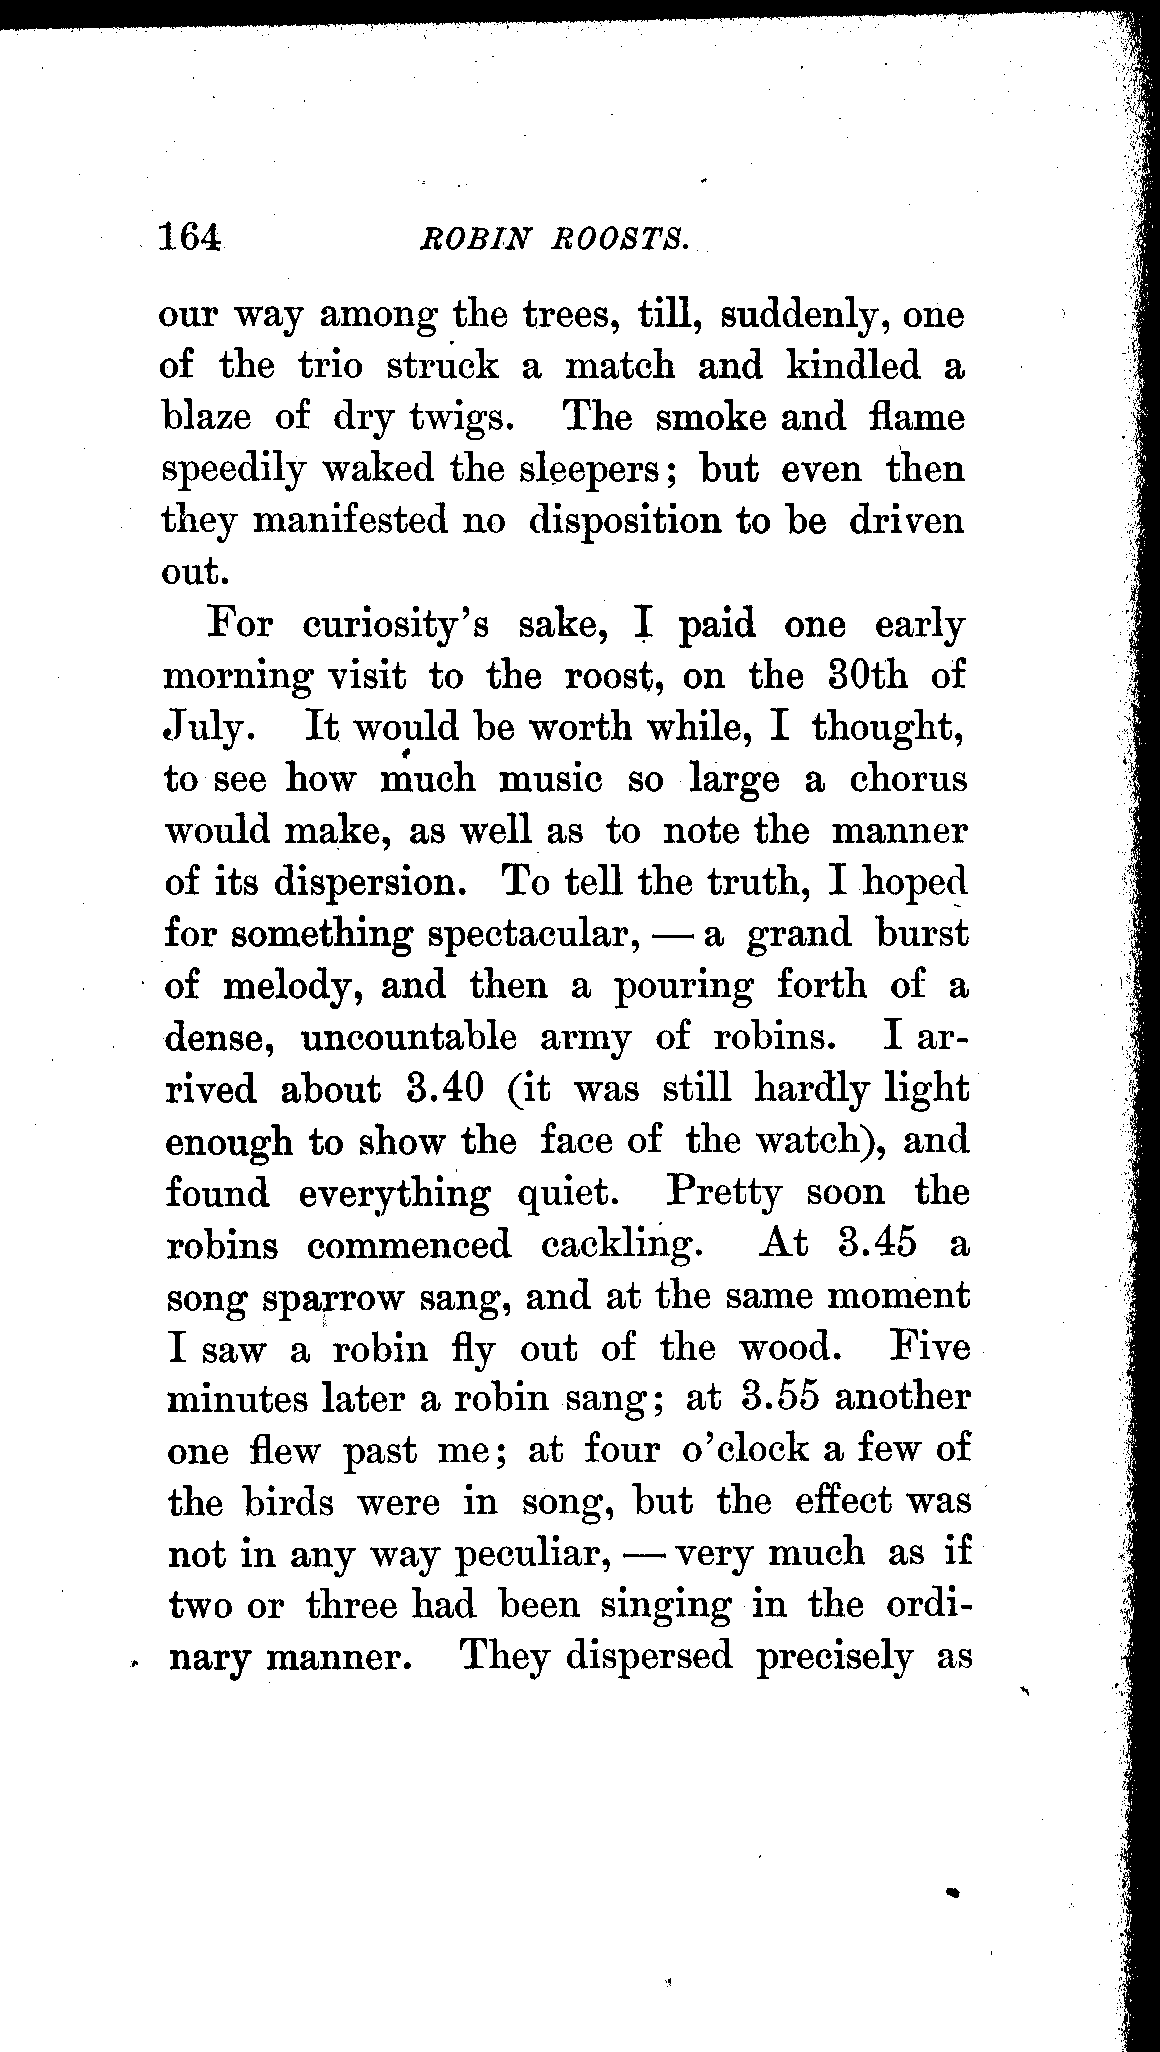 164 ROBIN ROOSTS.
our way among the trees, till, suddenly, one
of the trio struck a match and kindled a
blaze of dry twigs. The smoke and flame
speedily waked the sleepers; but even then
they manifested no disposition to be driven
out.
For curiosity's sake, I paid one early
morning visit to the roost, on the 30th of
July. It would be worth while, I thought,
to see how much music so large a chorus
would make, as well as to note the manner
of its dispersion. To tell the truth, I hoped
for something spectacular, — a grand burst
of melody, and then a pouring forth of a
dense, uncountable army of robins. I ar-
rived about 3.40 (it was still hardly light
enough to show the face of the watch), and
found everything quiet. Pretty soon the
robins commenced cackling. At 3.45 a
song sparrow sang, and at the same moment
I saw a robin fly out of the wood. Five
minutes later a robin sang; at 3.55 another
one flew past me; at four o'clock a few of
the birds were in song, but the effect was
not in any way peculiar, — very much as if
two or three had been singing in the ordi-
nary manner. They dispersed precisely as